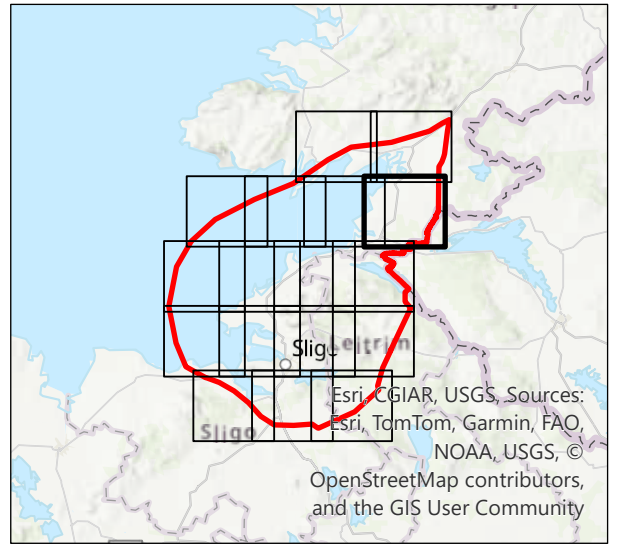 Leitrim
Sligo
Sligo
Esri, CGIAR, USGS, Sources:
Esri, TomTom, Garmin, FAO,
NOAA, USGS, ©
OpenStreetMap contributors,
and the GIS User Community